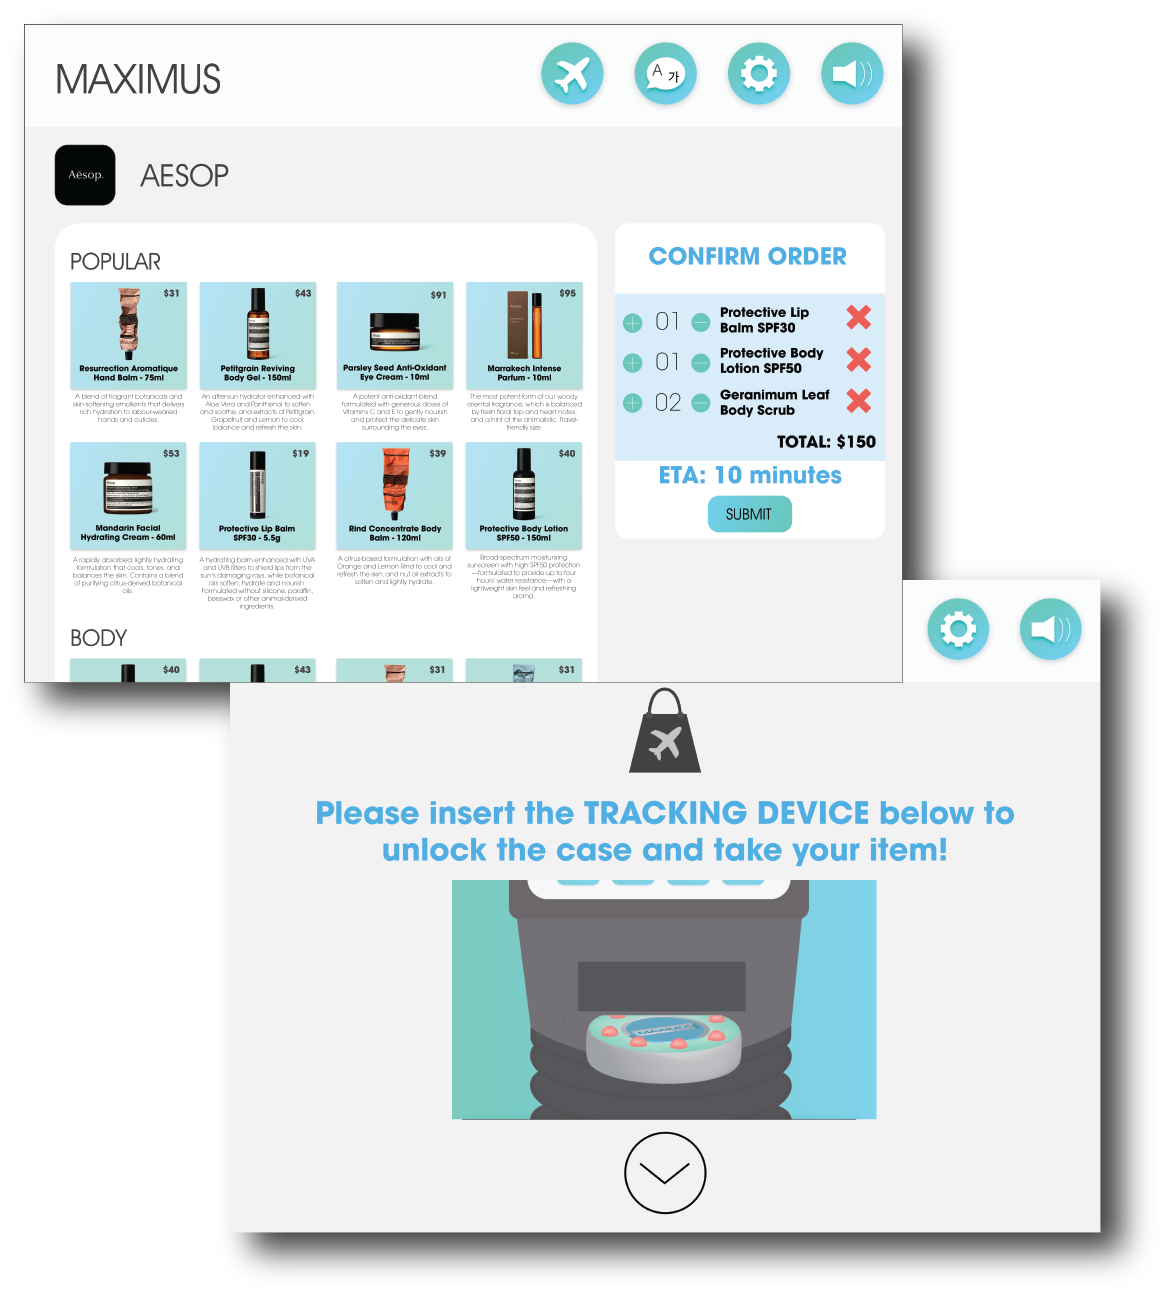 MAXIMUS
A 가
Aēsop.
AESOP
POPULAR
$31
Resurrection Aromatique
Hand Balm - 75ml
A blend of fragrant botanicals and
skin-softening emollients that delivers
rich hydration to labour-wearied
hands and cuticles.
$43
Petitgrain Reviving
Body Gel - 150ml
An after-sun hydrator enhanced with
Aloe Vera and Panthenol to soften
and soothe, and extracts of Petitgrain,
Grapefruit and Lemon to cool,
balance and refresh the skin.
$91
Parsley Seed Anti-Oxidant
Eye Cream - 10ml
A potent anti-oxidant blend
formulated with generous doses of
Vitamins C and E to gently nourish
and protect the delicate skin
surrounding the eyes.
$95
Marrakech Intense
Parfum - 10ml
The most potent form of our woody,
oriental fragrance, which is balanced
by fresh floral top and heart notes,
and a hint of the animalistic. Travel-
friendly size.
$53
Mandarin Facial
Hydrating Cream - 60ml
A rapidly absorbed, lightly hydrating
formulation that cools, tones, and
balances the skin. Contains a blend
of purifying citrus-derived botanical
oils.
$19
Protective Lip Balm
SPF30 - 5.5g
A hydrating balm enhanced with UVA
and UVB filters to shield lips from the
sun's damaging rays, while botanical
oils soften, hydrate and nourish.
Formulated without silicone, paraffin,
beeswax or other animal-derived
ingredients.
$39
Rind Concentrate Body
Balm - 120ml
A citrus-based formulation with oils of
Orange and Lemon Rind to cool and
refresh the skin, and nut oil extracts to
soften and lightly hydrate.
$40
Protective Body Lotion
SPF50 - 150ml
Broad-spectrum moisturising
sunscreen with high SPF50 protection
—formulated to provide up to four
hours' water resistance—with a
lightweight skin feel and refreshing
aroma.
BODY
$40
$43
$31
$31
CONFIRM ORDER
01 Protective Lip
Balm SPF30
01 Protective Body
Lotion SPF50
02 Geranimum Leaf
Body Scrub
TOTAL: $150
ETA: 10 minutes
SUBMIT
Please insert the TRACKING DEVICE below to
unlock the case and take your item!
MAXIMUS